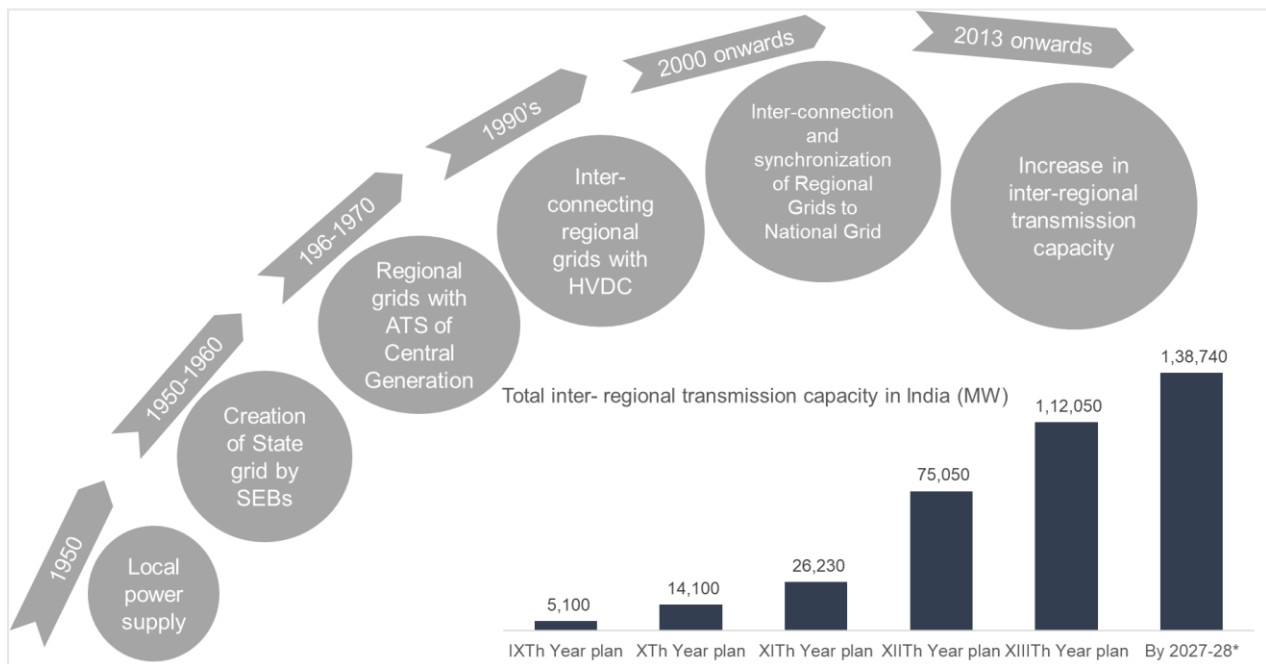 1950
Local
power
supply
1950-1960
Creation
of State
grid by
SEBs
196-1970
Regional
grids with
ATS of
Central
Generation
1990's
Inter-
connecting
regional
grids with
HVDC
2000 onwards
Inter-connection
and
synchronization
of Regional
Grids to
National Grid
2013 onwards
Increase in
inter-regional
transmission
capacity
Total inter- regional transmission capacity in India (MW)
5,100
14,100
26,230
75,050
1,12,050
1,38,740
IXTh Year plan XTh Year plan XITh Year plan XIITh Year plan XIIITh Year plan By 2027-28*